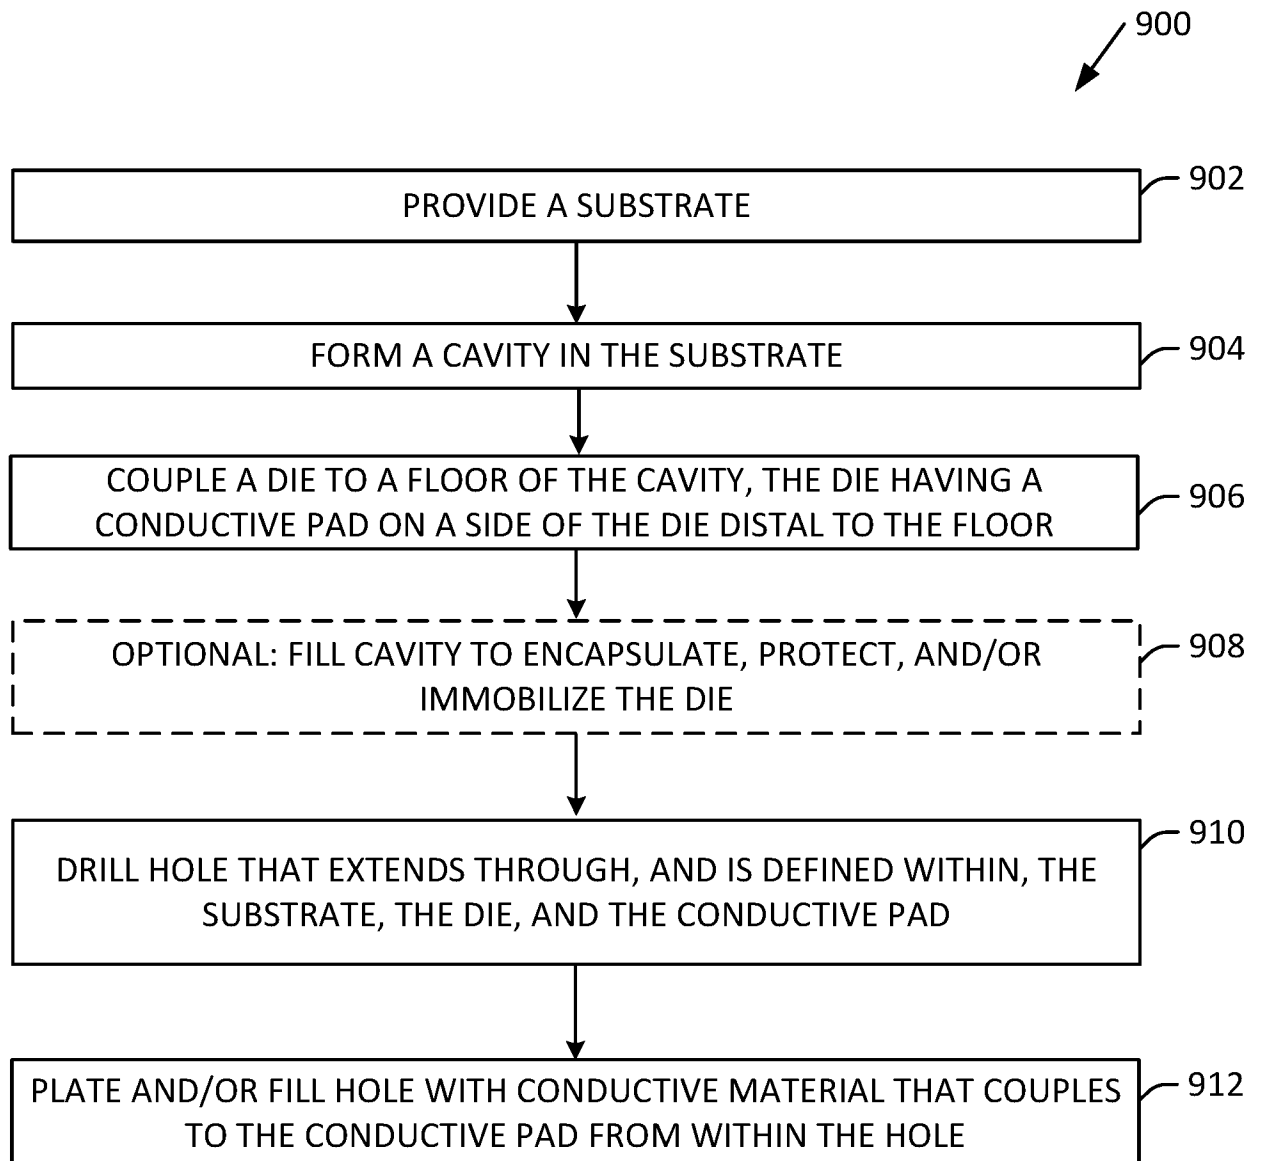 900
PROVIDE A SUBSTRATE
902
FORM A CAVITY IN THE SUBSTRATE
904
COUPLE A DIE TO A FLOOR OF THE CAVITY, THE DIE HAVING A
CONDUCTIVE PAD ON A SIDE OF THE DIE DISTAL TO THE FLOOR
906
OPTIONAL: FILL CAVITY TO ENCAPSULATE, PROTECT, AND/OR
IMMOBILIZE THE DIE
908
DRILL HOLE THAT EXTENDS THROUGH, AND IS DEFINED WITHIN, THE
SUBSTRATE, THE DIE, AND THE CONDUCTIVE PAD
910
PLATE AND/OR FILL HOLE WITH CONDUCTIVE MATERIAL THAT COUPLES
TO THE CONDUCTIVE PAD FROM WITHIN THE HOLE
912